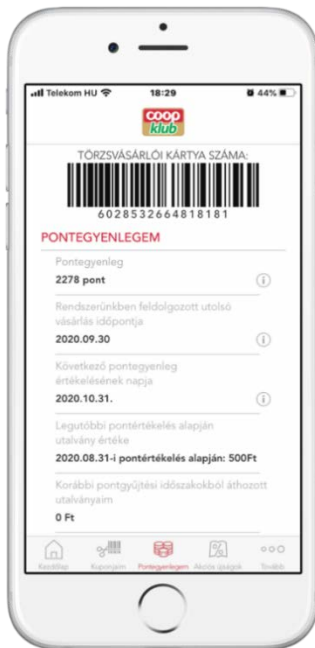 Telekom HU 18:29 44%
coop
klub
TÖRZSVÁSÁRLÓI KÁRTYA SZÁMA:
6028532664818181
PONTEGYENLEGEM
Pontegyenleg
2278 pont
Rendszerünkben feldolgozott utolsó
vásárlás időpontja
2020.09.30
Következő pontegyenleg
értékelésének napja
2020.10.31.
Legutóbbi pontértékelés alapján
utalvány értéke
2020.08.31-i pontértékelés alapján: 500Ft
Korábbi pontgyűjtési időszakokból áthozott
utalványaim
0 Ft
Kezdőlap Kuponjaim Pontegyenlegem Akciós újságok Tovább